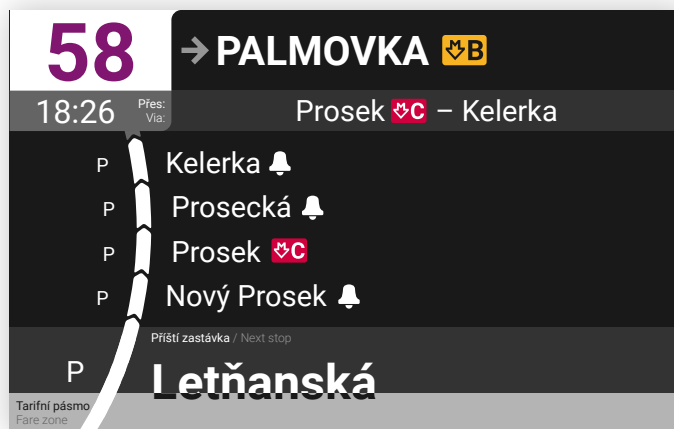 58 → PALMOVKA B
18:26 Přes: Prosek C – Kelerka
Via:
P Kelerka
P Prosecká
P Prosek C
P Nový Prosek
Příští zastávka / Next stop
P Letňanská
Tarifní pásmo
Fare zone